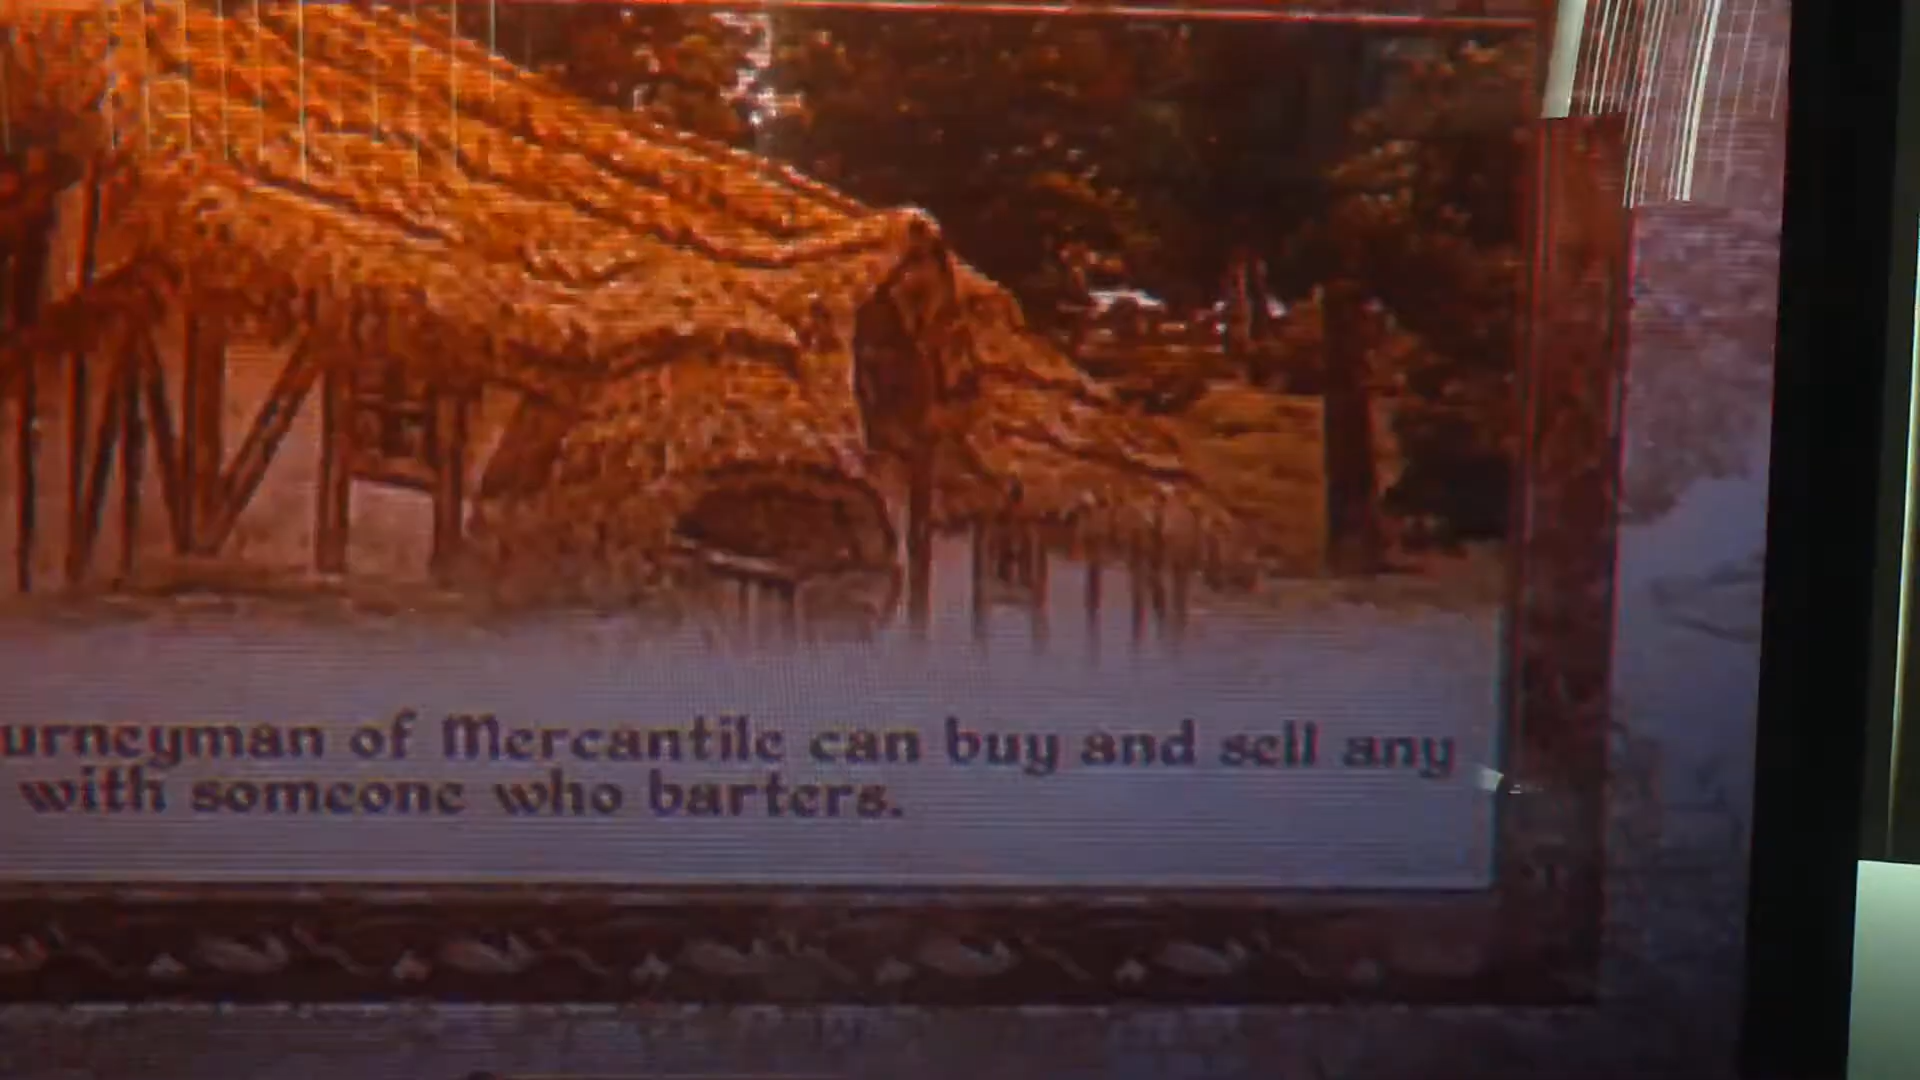 urneyman of Mercantile can buy and sell any
with someone who barters.